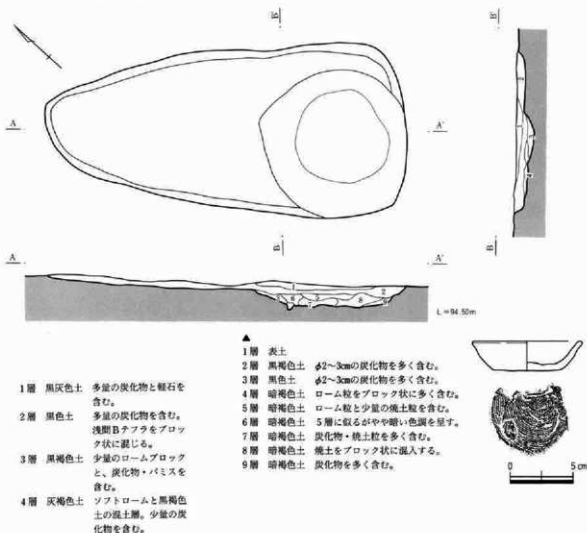 B
B'
B'
A
A'
A
A'
B
B
L=94.50m
1
2
5
6
7
8
9
1層 黒灰色土 多量の炭化物と軽石を
含む。
2層 黒色土 多量の炭化物を含む。
浅間Bテフラをブロッ
ク状に混じる。
3層 黒褐色土 少量のロームブロック
と、炭化物・パミスを
含む。
4層 灰褐色土 ソフトロームと黒褐色
土の混土層。少量の炭
化物を含む。
▲
1層 表土
2層 黒褐色土 φ2~3cmの炭化物を多く含む。
3層 黒色土 φ2~3cmの炭化物を多く含む。
4層 暗褐色土 ローム粒をブロック状に多く含む。
5層 暗褐色土 ローム粒と少量の焼土粒を含む。
6層 暗褐色土 5層に似るがやや暗い色調を呈す。
7層 暗褐色土 炭化物・焼土粒を多く含む。
8層 暗褐色土 焼土をブロック状に混入する。
9層 暗褐色土 炭化物を多く含む。
0 5cm